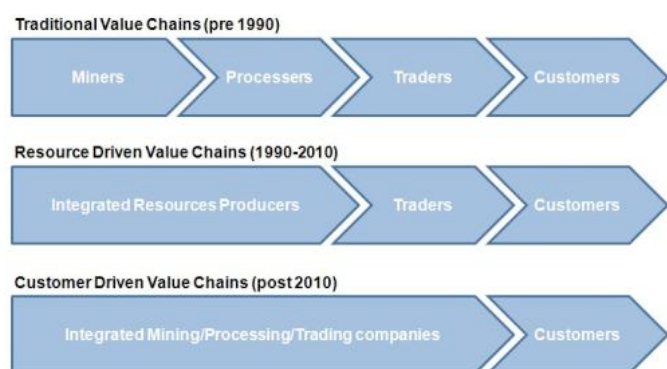 Traditional Value Chains (pre 1990)
Miners
Processers
Traders
Customers
Resource Driven Value Chains (1990-2010)
Integrated Resources Producers
Traders
Customers
Customer Driven Value Chains (post 2010)
Integrated Mining/Processing/Trading companies
Customers